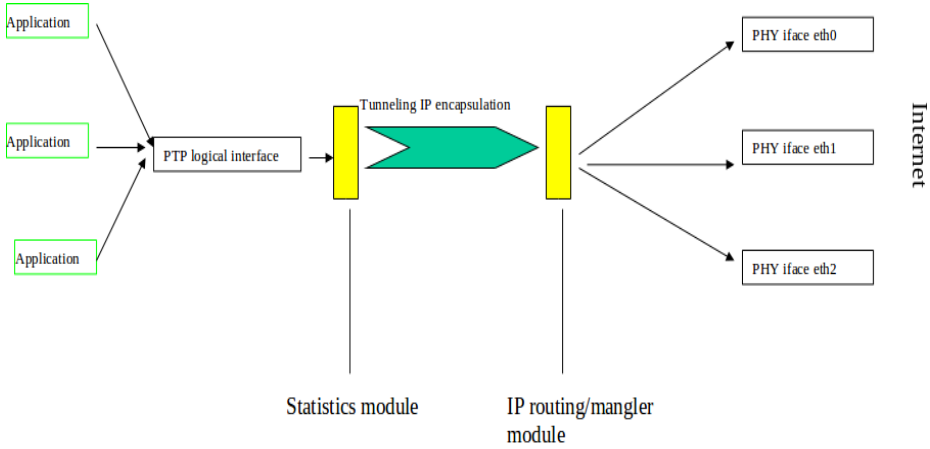 Application
PHY iface eth0
Tunneling IP encapsulation
Internet
Application
PTP logical interface
PHY iface eth1
Application
PHY iface eth2
Statistics module
IP routing/mangler
module